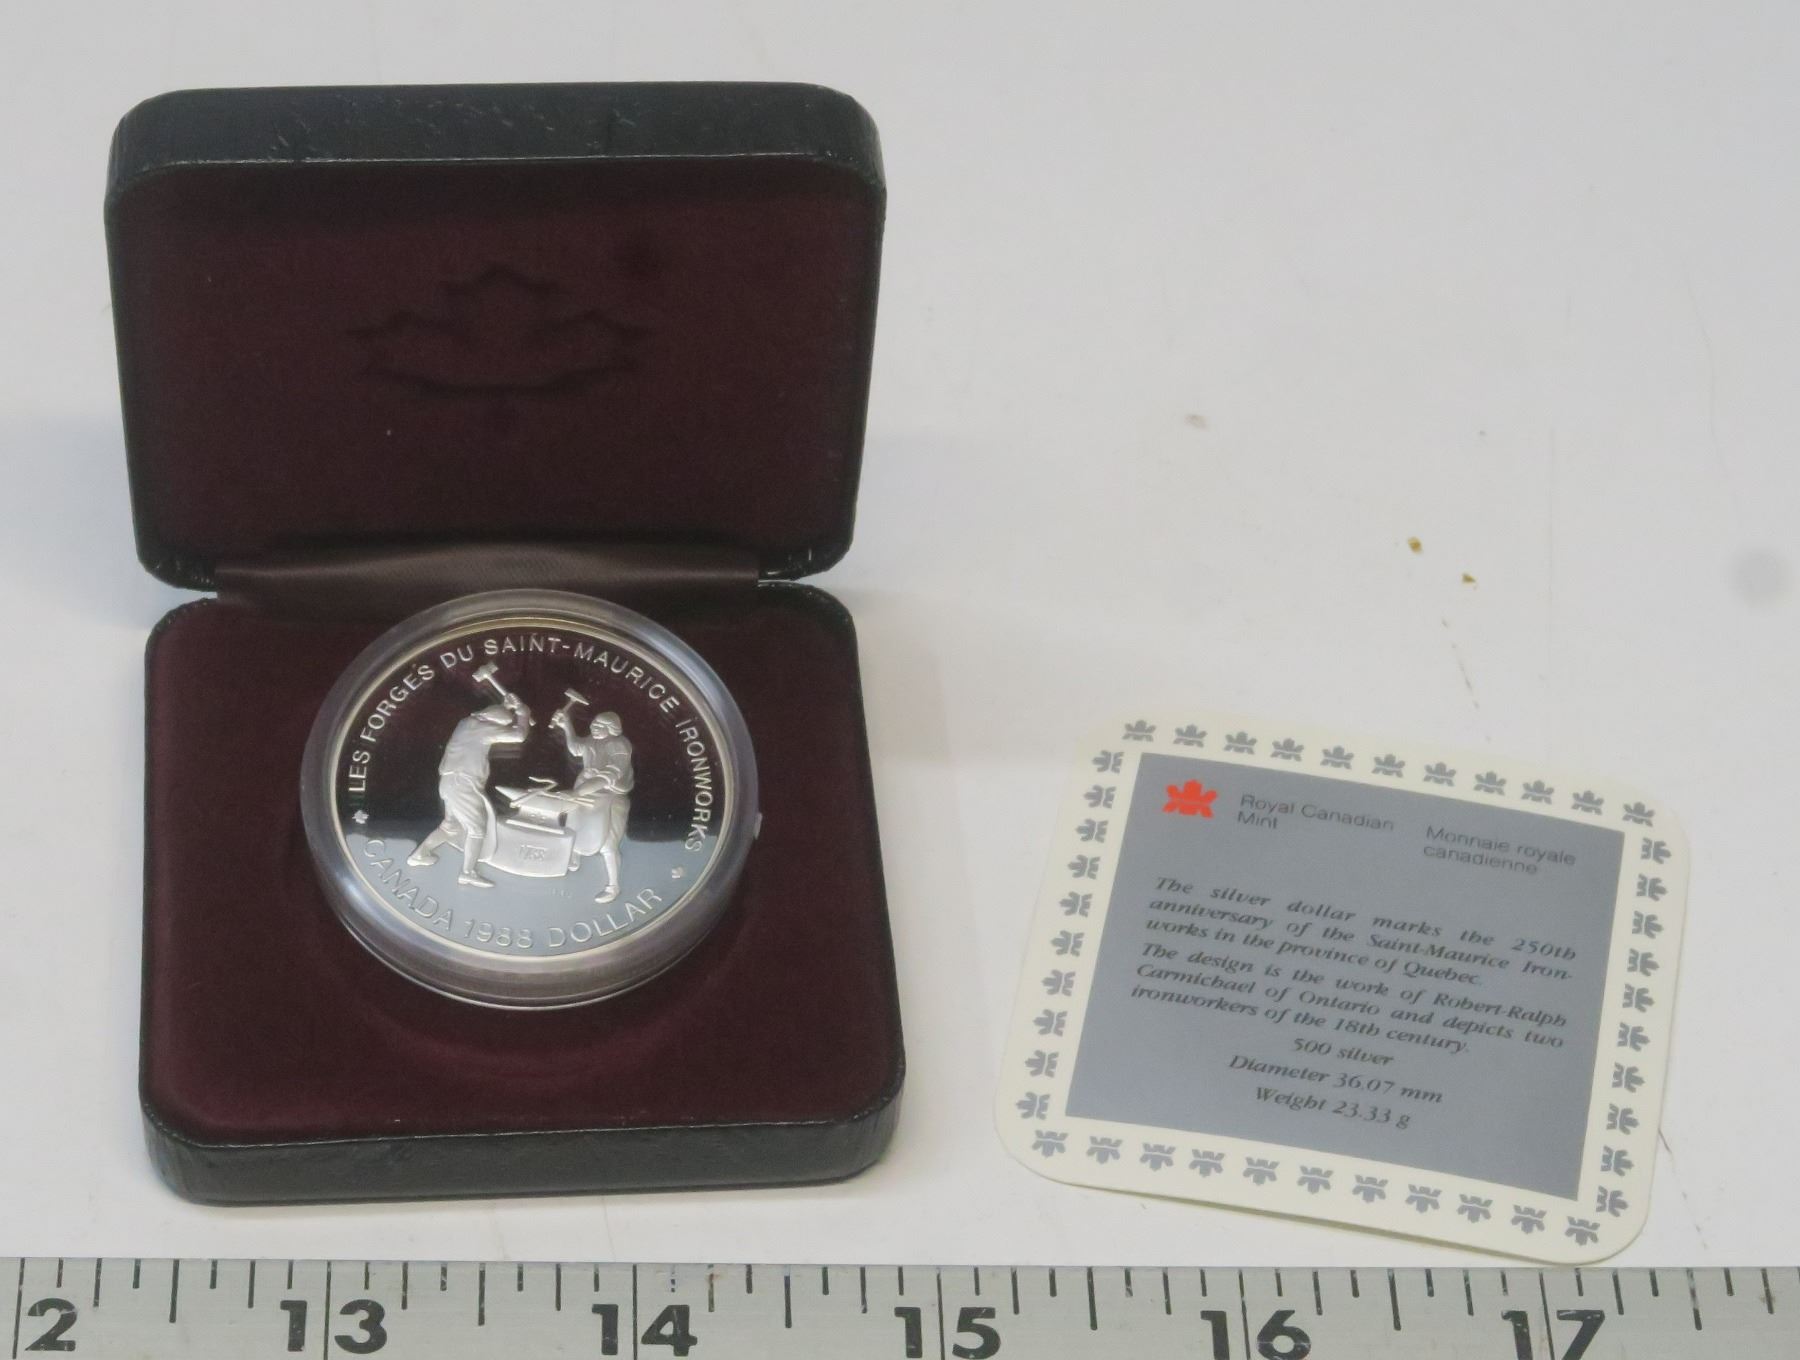 LES FORGES DU SAINT-MAURICE IRONWORKS
CANADA 1988 DOLLAR
Royal Canadian
Mint
Monnaie royale
canadienne
The silver dollar marks the 250th
anniversary of the Saint-Maurice Iron-
works in the province of Quebec.
The design is the work of Robert-Ralph
Carmichael of Ontario and depicts two
ironworkers of the 18th century.
500 silver
Diameter 36.07 mm
Weight 23.33 g
2 13 14 15 16 17